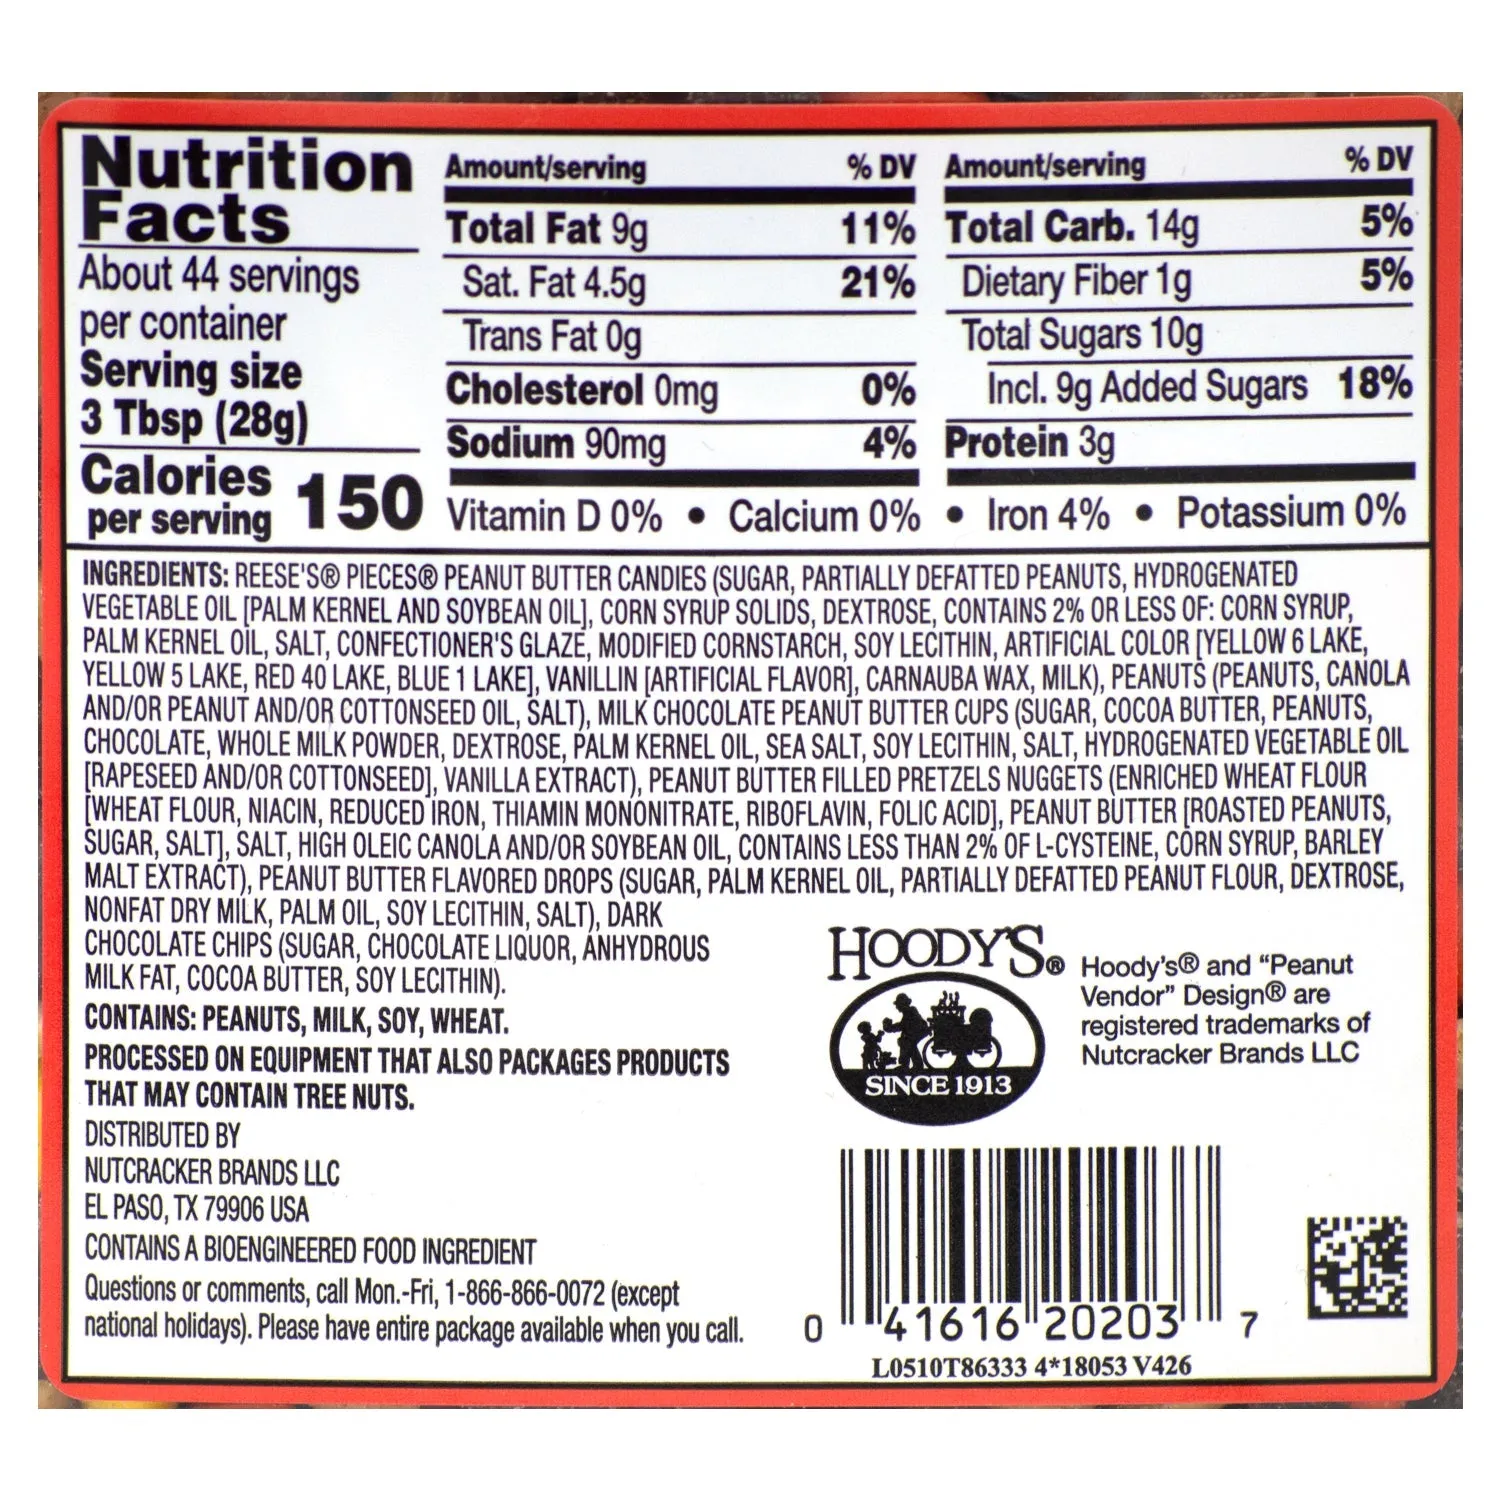 Nutrition
Facts
About 44 servings
per container
Serving size
3 Tbsp (28g)
Calories
per serving 150
Amount/serving % DV
Total Fat 9g 11%
Sat. Fat 4.5g 21%
Trans Fat 0g
Cholesterol 0mg 0%
Sodium 90mg 4%
Amount/serving % DV
Total Carb. 14g 5%
Dietary Fiber 1g 5%
Total Sugars 10g
Incl. 9g Added Sugars 18%
Protein 3g
Vitamin D 0% • Calcium 0% • Iron 4% • Potassium 0%
INGREDIENTS: REESE'S® PIECES® PEANUT BUTTER CANDIES (SUGAR, PARTIALLY DEFATTED PEANUTS, HYDROGENATED
VEGETABLE OIL [PALM KERNEL AND SOYBEAN OIL], CORN SYRUP SOLIDS, DEXTROSE, CONTAINS 2% OR LESS OF: CORN SYRUP,
PALM KERNEL OIL, SALT, CONFECTIONER'S GLAZE, MODIFIED CORNSTARCH, SOY LECITHIN, ARTIFICIAL COLOR [YELLOW 6 LAKE,
YELLOW 5 LAKE, RED 40 LAKE, BLUE 1 LAKE], VANILLIN [ARTIFICIAL FLAVOR], CARNAUBA WAX, MILK), PEANUTS (PEANUTS, CANOLA
AND/OR PEANUT AND/OR COTTONSEED OIL, SALT), MILK CHOCOLATE PEANUT BUTTER CUPS (SUGAR, COCOA BUTTER, PEANUTS,
CHOCOLATE, WHOLE MILK POWDER, DEXTROSE, PALM KERNEL OIL, SEA SALT, SOY LECITHIN, SALT, HYDROGENATED VEGETABLE OIL
[RAPESEED AND/OR COTTONSEED], VANILLA EXTRACT), PEANUT BUTTER FILLED PRETZELS NUGGETS (ENRICHED WHEAT FLOUR
[WHEAT FLOUR, NIACIN, REDUCED IRON, THIAMIN MONONITRATE, RIBOFLAVIN, FOLIC ACID], PEANUT BUTTER [ROASTED PEANUTS,
SUGAR, SALT], SALT, HIGH OLEIC CANOLA AND/OR SOYBEAN OIL, CONTAINS LESS THAN 2% OF L-CYSTEINE, CORN SYRUP, BARLEY
MALT EXTRACT), PEANUT BUTTER FLAVORED DROPS (SUGAR, PALM KERNEL OIL, PARTIALLY DEFATTED PEANUT FLOUR, DEXTROSE,
NONFAT DRY MILK, PALM OIL, SOY LECITHIN, SALT), DARK
CHOCOLATE CHIPS (SUGAR, CHOCOLATE LIQUOR, ANHYDROUS
MILK FAT, COCOA BUTTER, SOY LECITHIN).
CONTAINS: PEANUTS, MILK, SOY, WHEAT.
PROCESSED ON EQUIPMENT THAT ALSO PACKAGES PRODUCTS
THAT MAY CONTAIN TREE NUTS.
DISTRIBUTED BY
NUTCRACKER BRANDS LLC
EL PASO, TX 79906 USA
CONTAINS A BIOENGINEERED FOOD INGREDIENT
Questions or comments, call Mon.-Fri, 1-866-866-0072 (except
national holidays). Please have entire package available when you call.
HOODY'S®
SINCE 1913
Hoody's® and "Peanut
Vendor" Design® are
registered trademarks of
Nutcracker Brands LLC
0 41616 20203 7
L0510T86333 4*18053 V426